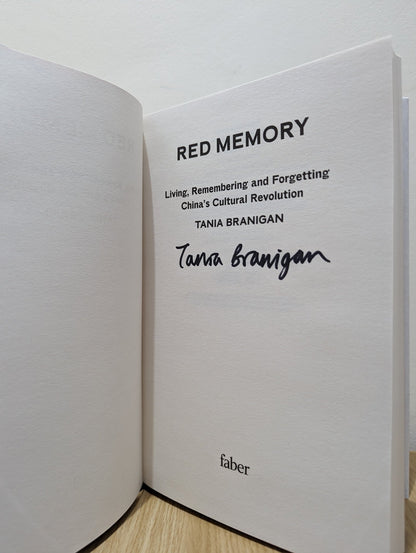 RED MEMORY
Living, Remembering and Forgetting
China's Cultural Revolution
TANIA BRANIGAN
Tania Branigan
faber